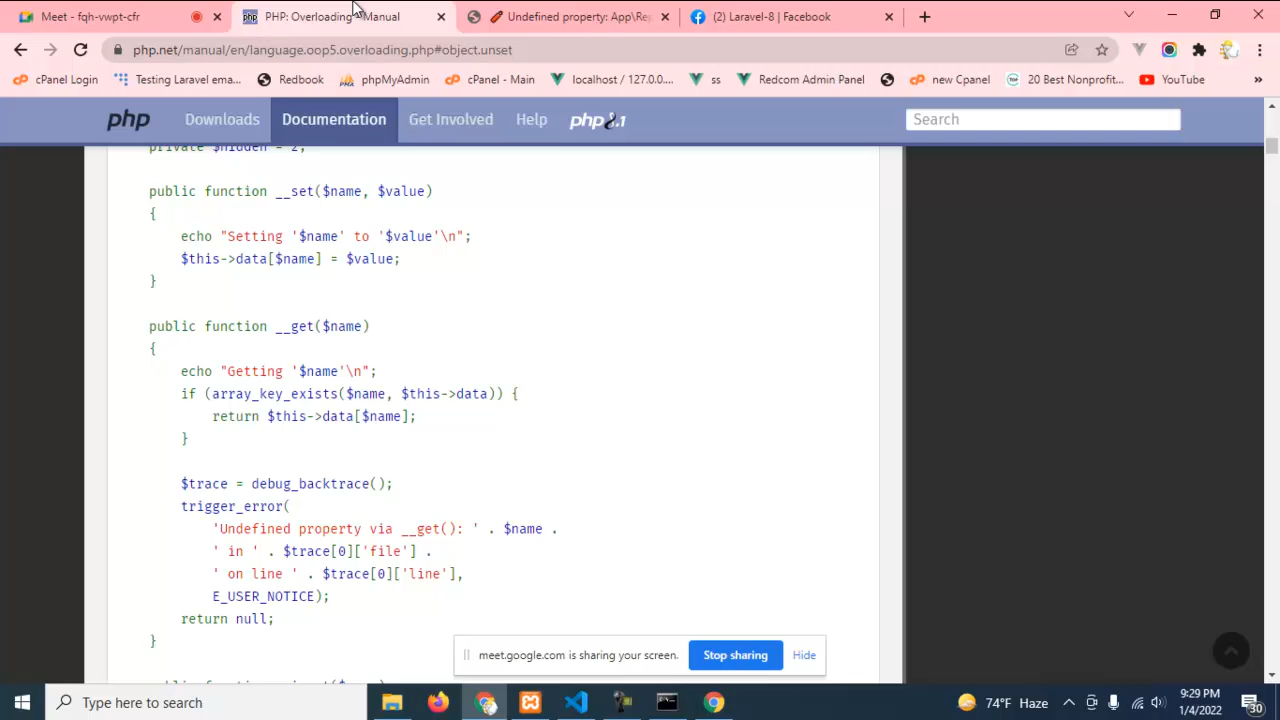 Meet - fqh-vwpt-cfr
PHP: Overloading - Manual
Undefined property: App\Rep
(2) Laravel-8 | Facebook
php.net/manual/en/language.oop5.overloading.php#object.unset
cPanel Login
Testing Laravel ema...
Redbook
phpMyAdmin
cPanel - Main
localhost / 127.0.0....
ss
Redcom Admin Panel
new Cpanel
20 Best Nonprofit...
YouTube
»
php
Downloads
Documentation
Get Involved
Help
php8.1
Search
private $hidden = 2;
public function __set($name, $value)
{
echo "Setting '$name' to '$value'\n";
$this->data[$name] = $value;
}
public function __get($name)
{
echo "Getting '$name'\n";
if (array_key_exists($name, $this->data)) {
return $this->data[$name];
}
$trace = debug_backtrace();
trigger_error(
'Undefined property via __get(): ' . $name .
' in ' . $trace[0]['file'] .
' on line ' . $trace[0]['line'],
E_USER_NOTICE);
return null;
}
meet.google.com is sharing your screen.
Stop sharing
Hide
Type here to search
74°F Haze
9:29 PM
1/4/2022
30